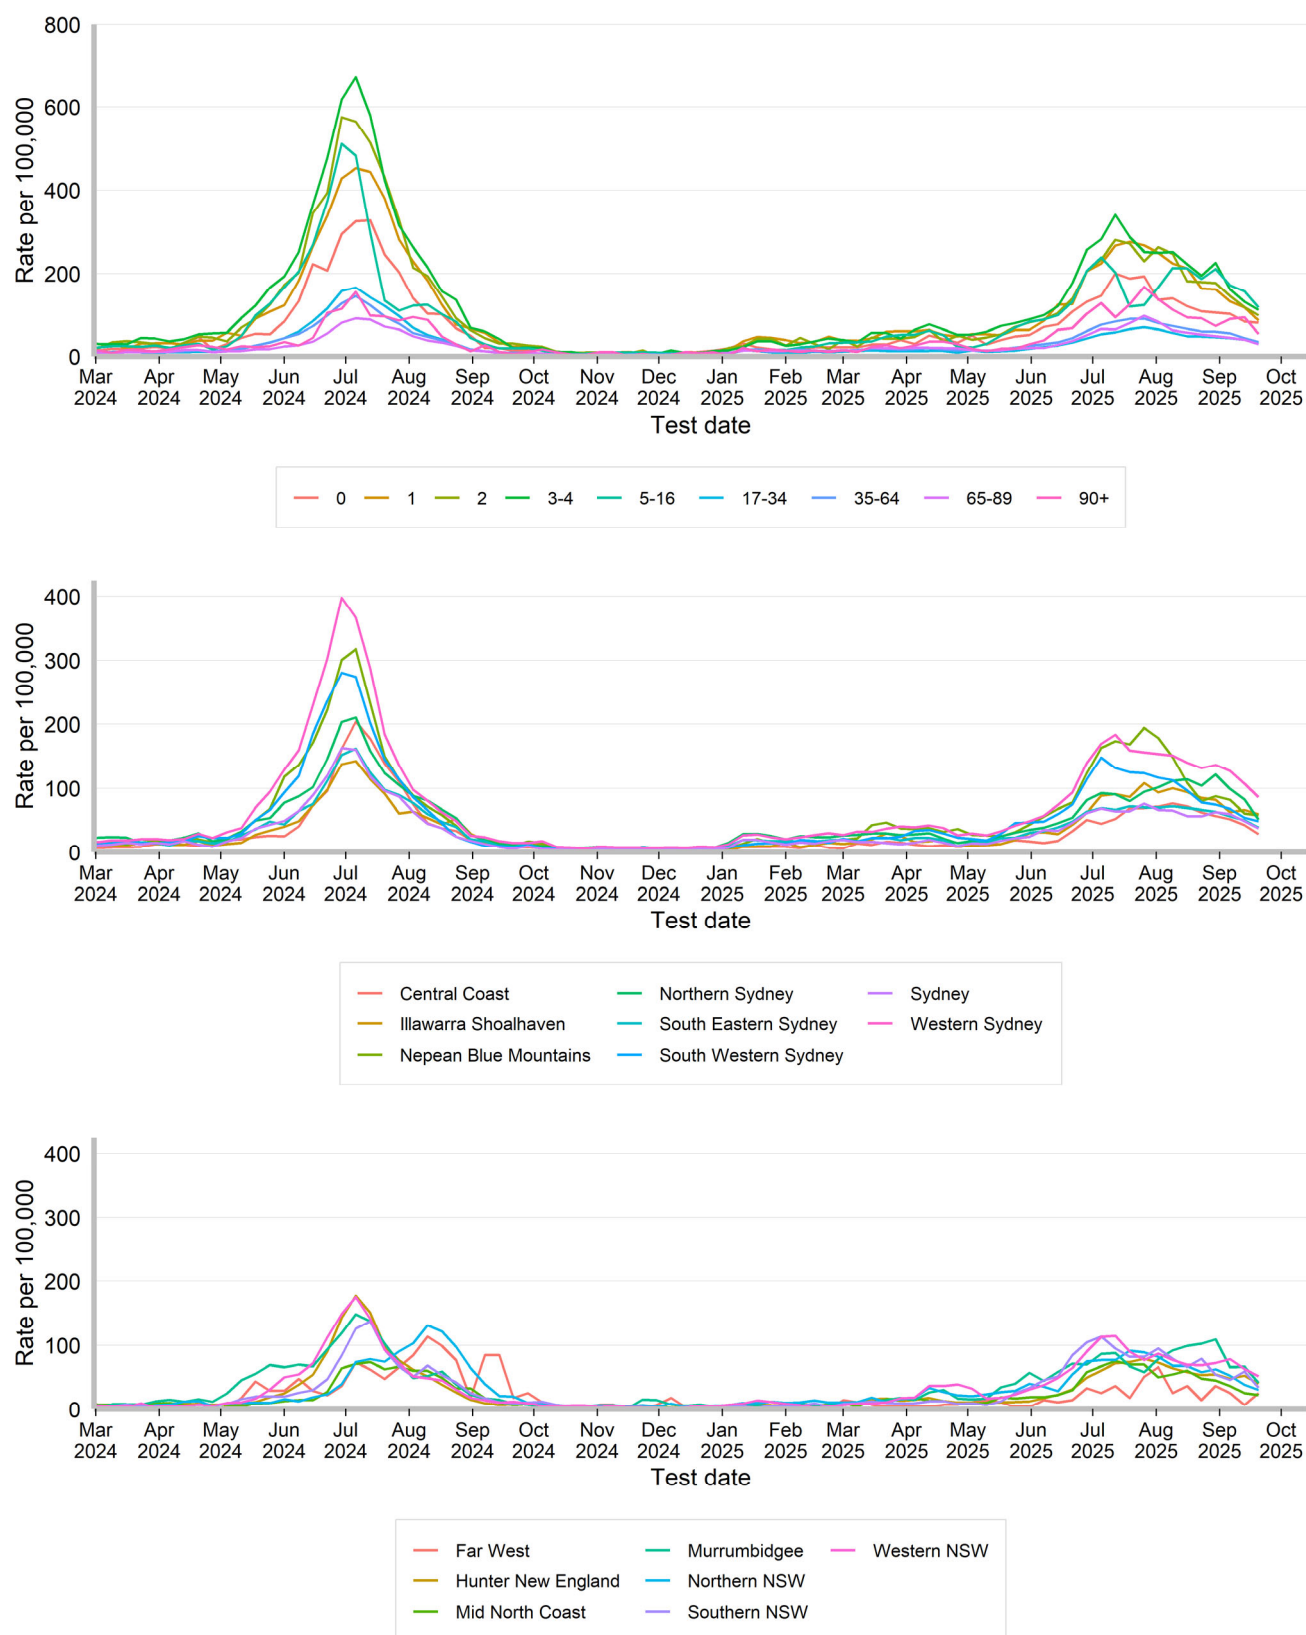 800
600
400
200
0
Rate per 100,000
Mar Apr May Jun Jul Aug Sep Oct Nov Dec Jan Feb Mar Apr May Jun Jul Aug Sep Oct
2024 2024 2024 2024 2024 2024 2024 2024 2024 2024 2025 2025 2025 2025 2025 2025 2025 2025 2025 2025
Test date
0 1 2 3-4 5-16 17-34 35-64 65-89 90+
400
300
200
100
0
Rate per 100,000
Mar Apr May Jun Jul Aug Sep Oct Nov Dec Jan Feb Mar Apr May Jun Jul Aug Sep Oct
2024 2024 2024 2024 2024 2024 2024 2024 2024 2024 2025 2025 2025 2025 2025 2025 2025 2025 2025 2025
Test date
Central Coast Northern Sydney Sydney
Illawarra Shoalhaven South Eastern Sydney Western Sydney
Nepean Blue Mountains South Western Sydney
400
300
200
100
0
Rate per 100,000
Mar Apr May Jun Jul Aug Sep Oct Nov Dec Jan Feb Mar Apr May Jun Jul Aug Sep Oct
2024 2024 2024 2024 2024 2024 2024 2024 2024 2024 2025 2025 2025 2025 2025 2025 2025 2025 2025 2025
Test date
Far West Murrumbidgee Western NSW
Hunter New England Northern NSW
Mid North Coast Southern NSW